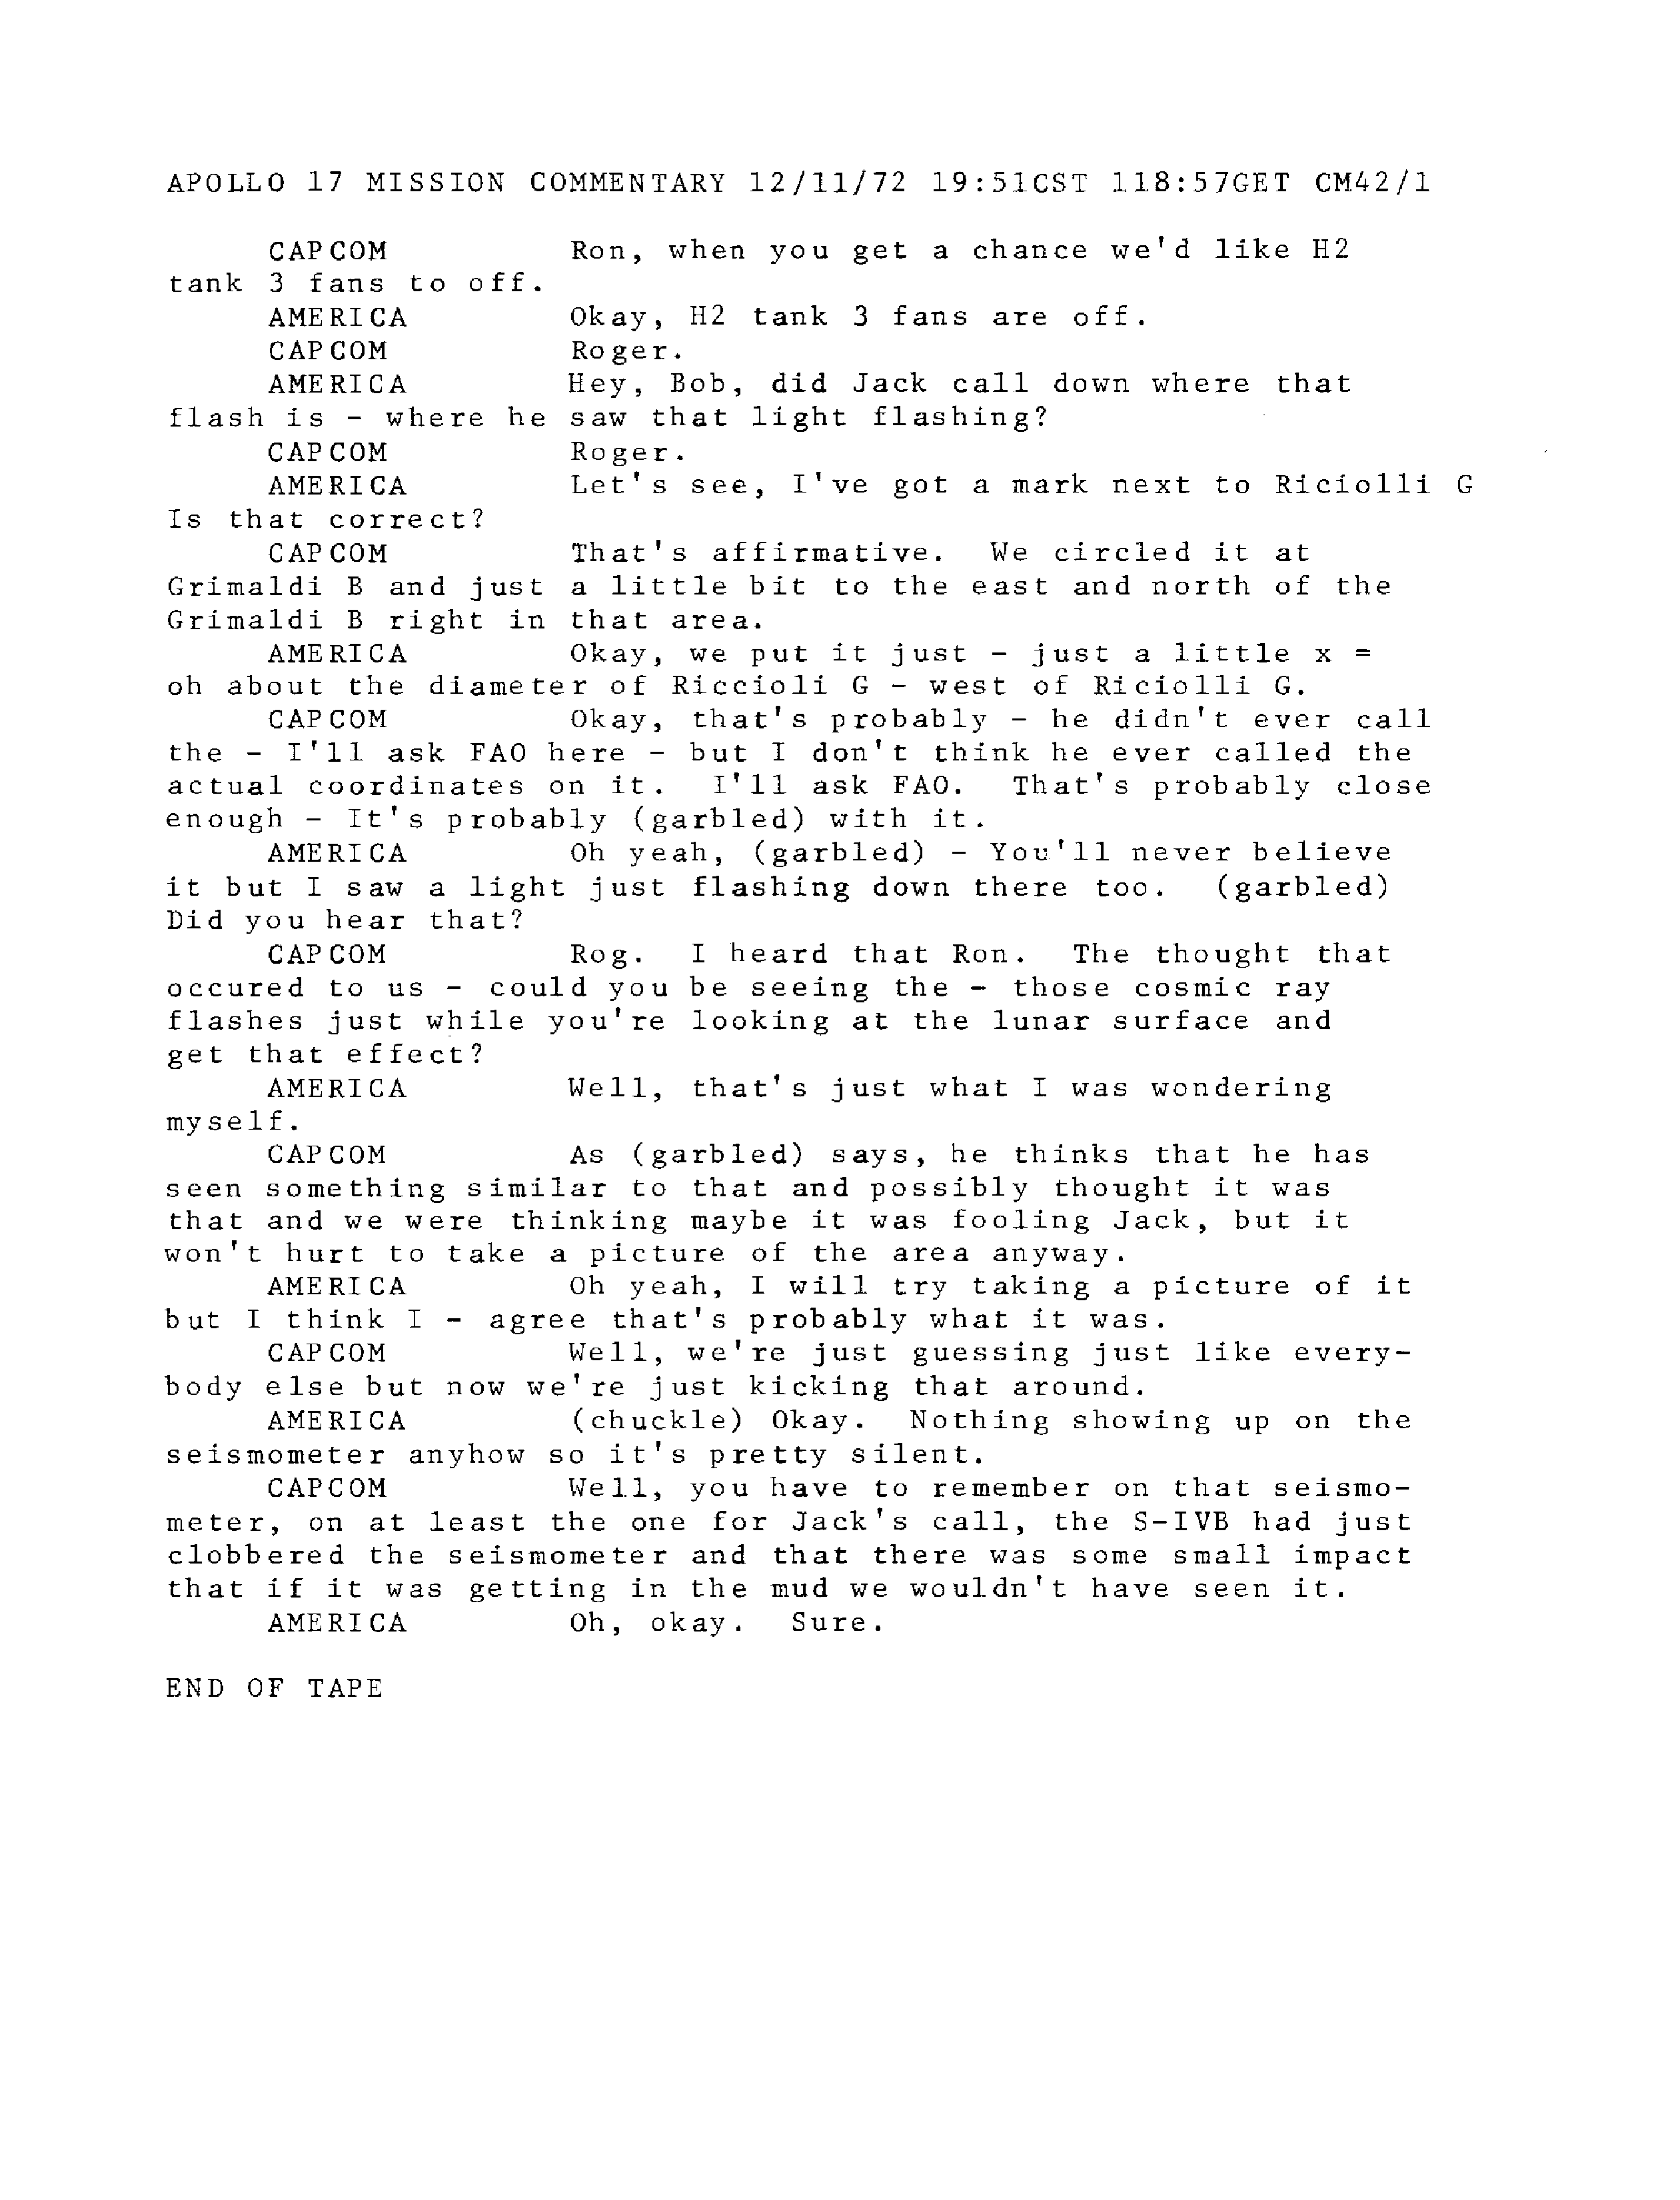 APOLLO 17 MISSION COMMENTARY 12/11/72 19:51CST 118:57GET CM42/1
CAPCOM Ron, when you get a chance we'd like H2
tank 3 fans to off.
AMERICA Okay, H2 tank 3 fans are off.
CAPCOM Roger.
AMERICA Hey, Bob, did Jack call down where that
flash is - where he saw that light flashing?
CAPCOM Roger.
AMERICA Let's see, I've got a mark next to Riciolli G
Is that correct?
CAPCOM That's affirmative. We circled it at
Grimaldi B and just a little bit to the east and north of the
Grimaldi B right in that area.
AMERICA Okay, we put it just - just a little x =
oh about the diameter of Riccioli G - west of Riciolli G.
CAPCOM Okay, that's probably - he didn't ever call
the - I'll ask FAO here - but I don't think he ever called the
actual coordinates on it. I'll ask FAO. That's probably close
enough - It's probably (garbled) with it.
AMERICA Oh yeah, (garbled) - You'll never believe
it but I saw a light just flashing down there too. (garbled)
Did you hear that?
CAPCOM Rog. I heard that Ron. The thought that
occured to us - could you be seeing the - those cosmic ray
flashes just while you're looking at the lunar surface and
get that effect?
AMERICA Well, that's just what I was wondering
myself.
CAPCOM As (garbled) says, he thinks that he has
seen something similar to that and possibly thought it was
that and we were thinking maybe it was fooling Jack, but it
won't hurt to take a picture of the area anyway.
AMERICA Oh yeah, I will try taking a picture of it
but I think I - agree that's probably what it was.
CAPCOM Well, we're just guessing just like every-
body else but now we're just kicking that around.
AMERICA (chuckle) Okay. Nothing showing up on the
seismometer anyhow so it's pretty silent.
CAPCOM Well, you have to remember on that seismo-
meter, on at least the one for Jack's call, the S-IVB had just
clobbered the seismometer and that there was some small impact
that if it was getting in the mud we wouldn't have seen it.
AMERICA Oh, okay. Sure.
END OF TAPE